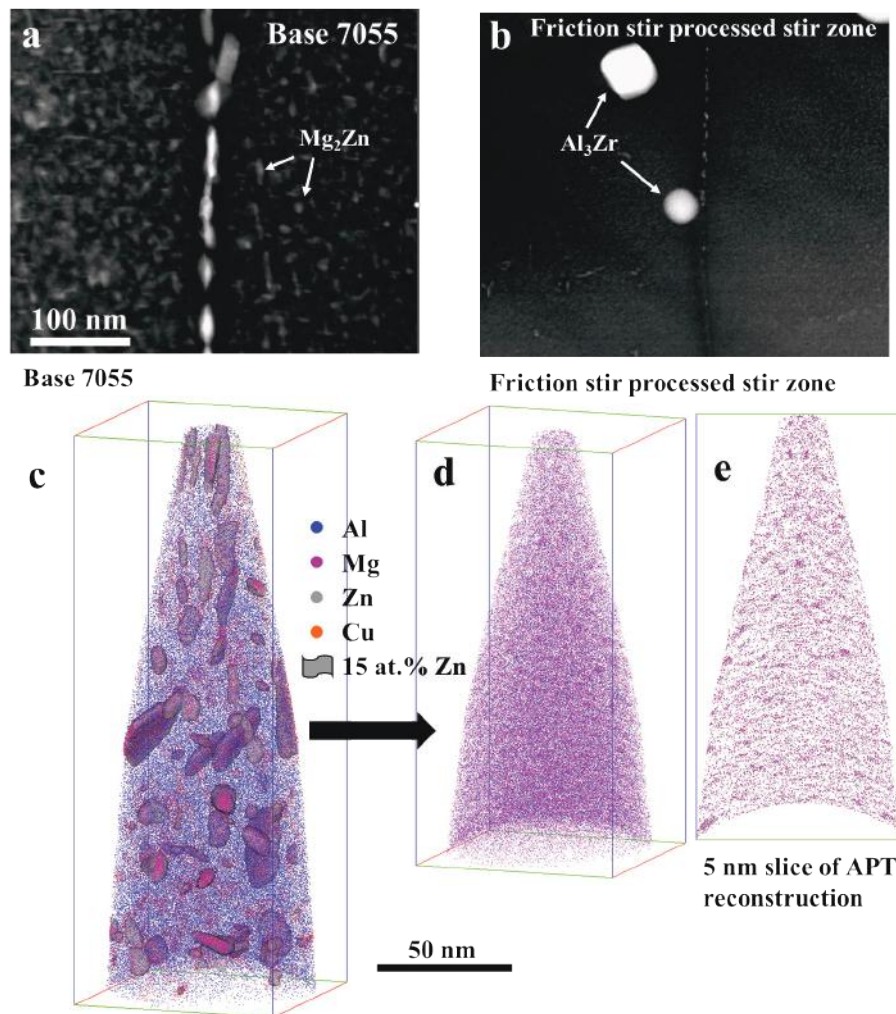 a
Base 7055
Mg₂Zn
100 nm
b
Friction stir processed stir zone
Al₃Zr
Base 7055
Friction stir processed stir zone
c
Al
Mg
Zn
Cu
15 at.% Zn
d
e
5 nm slice of APT
reconstruction
50 nm